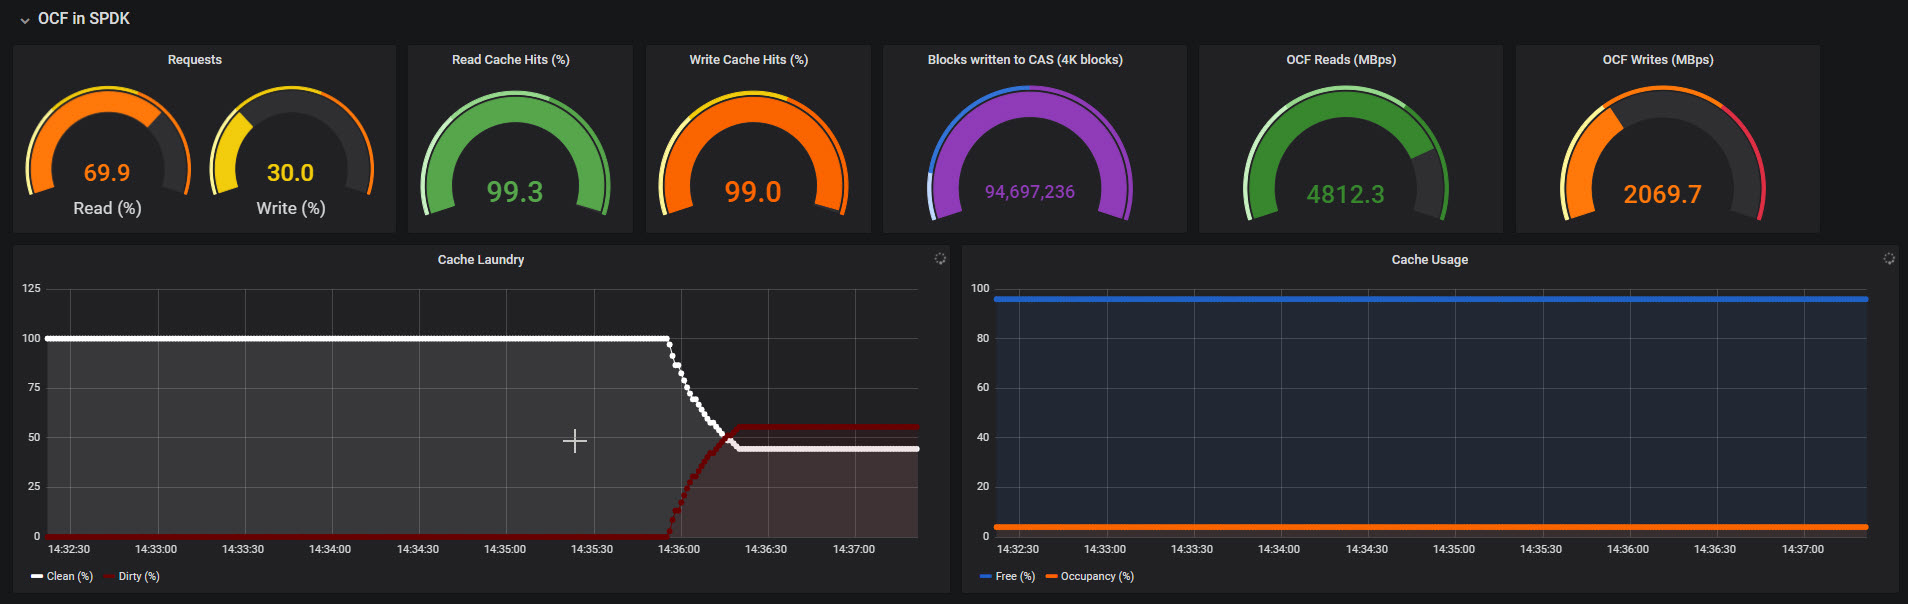 OCF in SPDK
Requests
69.9
Read (%)
30.0
Write (%)
Read Cache Hits (%)
99.3
Write Cache Hits (%)
99.0
Blocks written to CAS (4K blocks)
94,697,236
OCF Reads (MBps)
4812.3
OCF Writes (MBps)
2069.7
Cache Laundry
125
100
75
50
25
0
14:32:30 14:33:00 14:33:30 14:34:00 14:34:30 14:35:00 14:35:30 14:36:00 14:36:30 14:37:00
Clean (%) Dirty (%)
Cache Usage
100
80
60
40
20
0
14:32:30 14:33:00 14:33:30 14:34:00 14:34:30 14:35:00 14:35:30 14:36:00 14:36:30 14:37:00
Free (%) Occupancy (%)